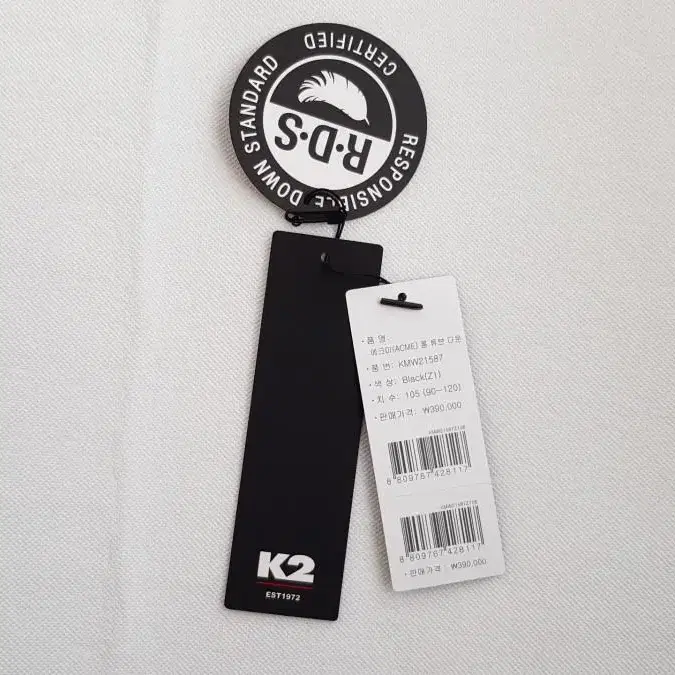 RESPONSIBLE DOWN STANDARD
CERTIFIED
R·D·S
K2
EST1972
·품 명
에크미(ACME) 롱 튜브 다운
·품 번: KMW21587
·색 상: Black(Z1)
·치 수: 105 (90-120)
·판매가격: ₩390,000
8 809767 428117
8 809767 428117
·판매가격 : ₩390,000